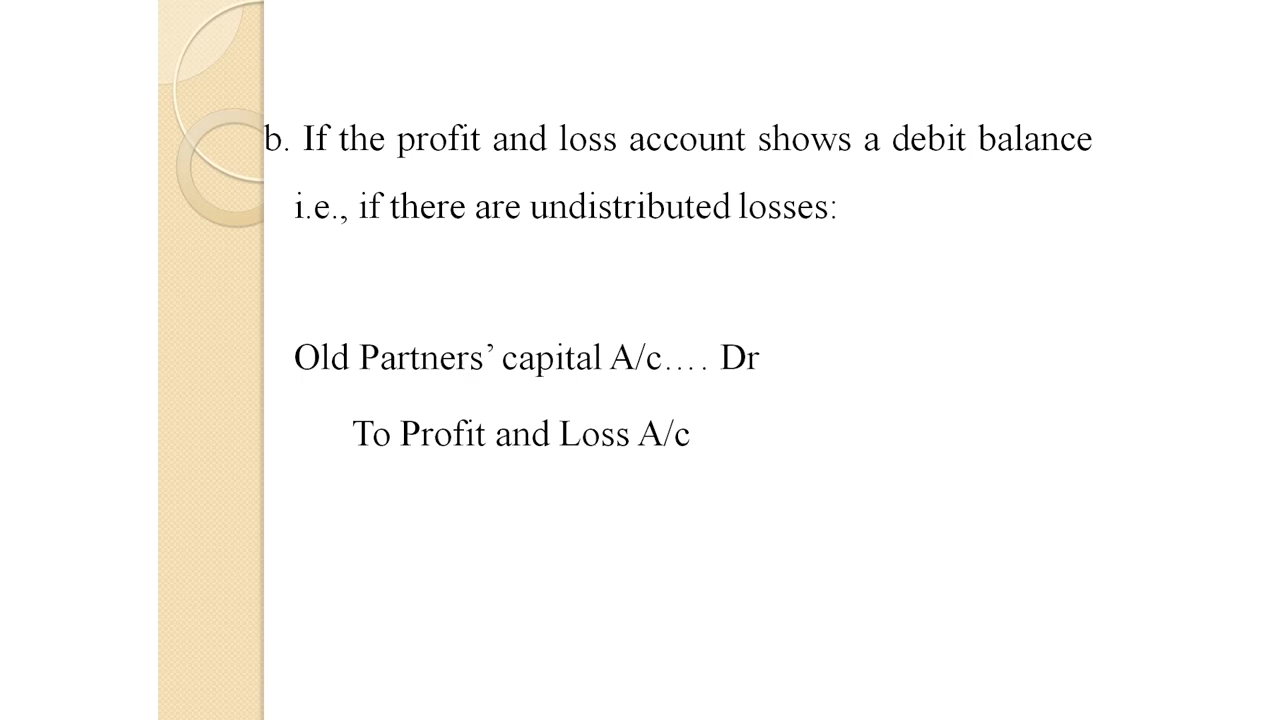 b. If the profit and loss account shows a debit balance
i.e., if there are undistributed losses:
Old Partners’ capital A/c.... Dr
To Profit and Loss A/c